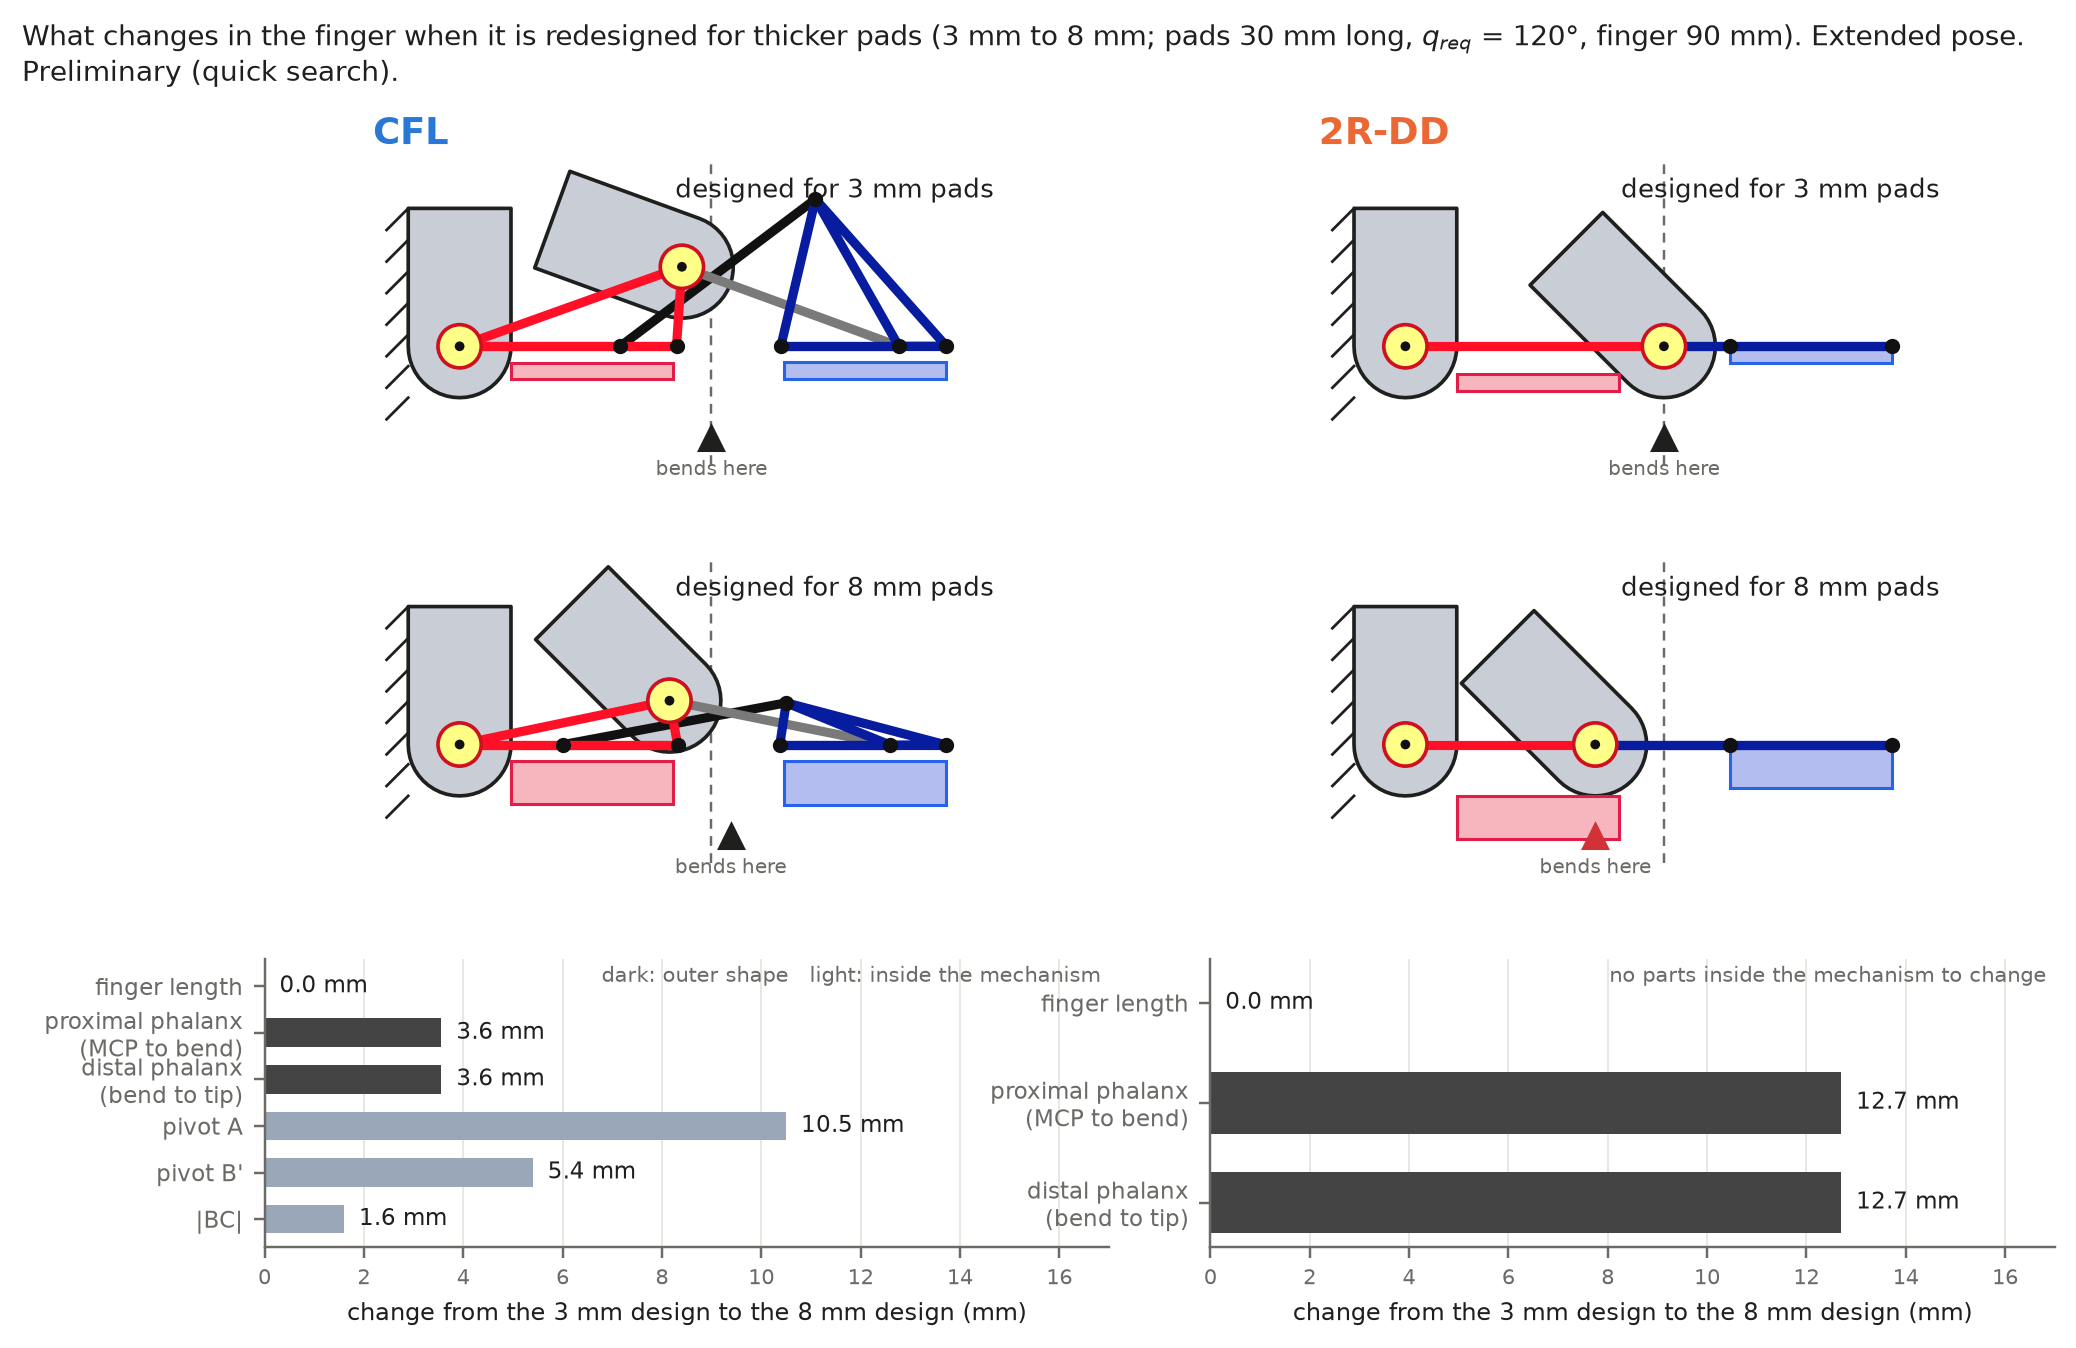 What changes in the finger when it is redesigned for thicker pads (3 mm to 8 mm; pads 30 mm long, q_req = 120°, finger 90 mm). Extended pose.
Preliminary (quick search).
CFL
2R-DD
designed for 3 mm pads
designed for 3 mm pads
bends here
bends here
designed for 8 mm pads
designed for 8 mm pads
bends here
bends here
finger length
0.0 mm
dark: outer shape
light: inside the mechanism
proximal phalanx
(MCP to bend)
3.6 mm
distal phalanx
(bend to tip)
3.6 mm
pivot A
10.5 mm
pivot B'
5.4 mm
|BC|
1.6 mm
0 2 4 6 8 10 12 14 16
change from the 3 mm design to the 8 mm design (mm)
no parts inside the mechanism to change
finger length
0.0 mm
proximal phalanx
(MCP to bend)
12.7 mm
distal phalanx
(bend to tip)
12.7 mm
0 2 4 6 8 10 12 14 16
change from the 3 mm design to the 8 mm design (mm)